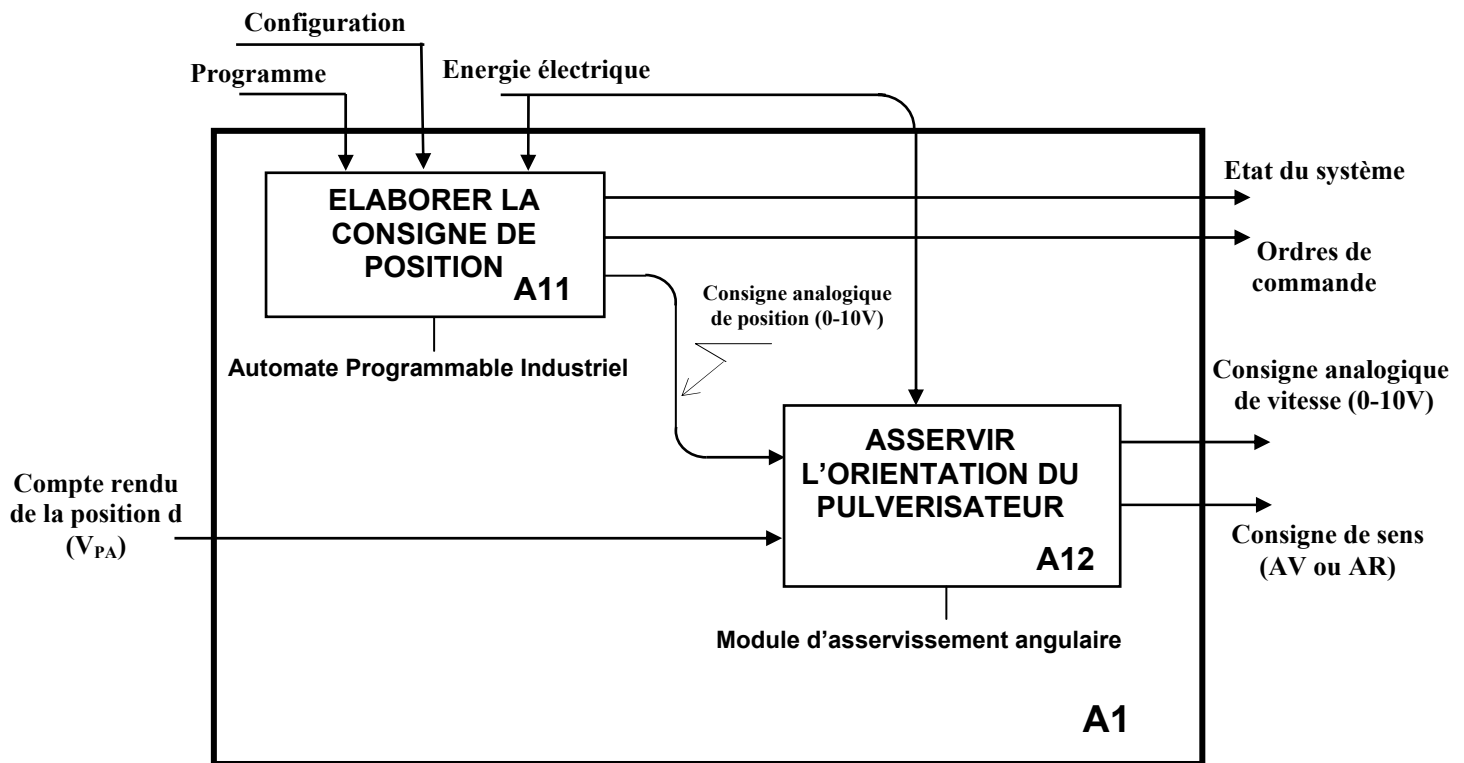 Configuration
Programme
Energie électrique
ELABORER LA
CONSIGNE DE
POSITION
A11
Automate Programmable Industriel
Etat du système
Ordres de
commande
Consigne analogique
de position (0-10V)
Consigne analogique
de vitesse (0-10V)
ASSERVIR
L’ORIENTATION DU
PULVERISATEUR
A12
Compte rendu
de la position d
(VPA)
Consigne de sens
(AV ou AR)
Module d’asservissement angulaire
A1